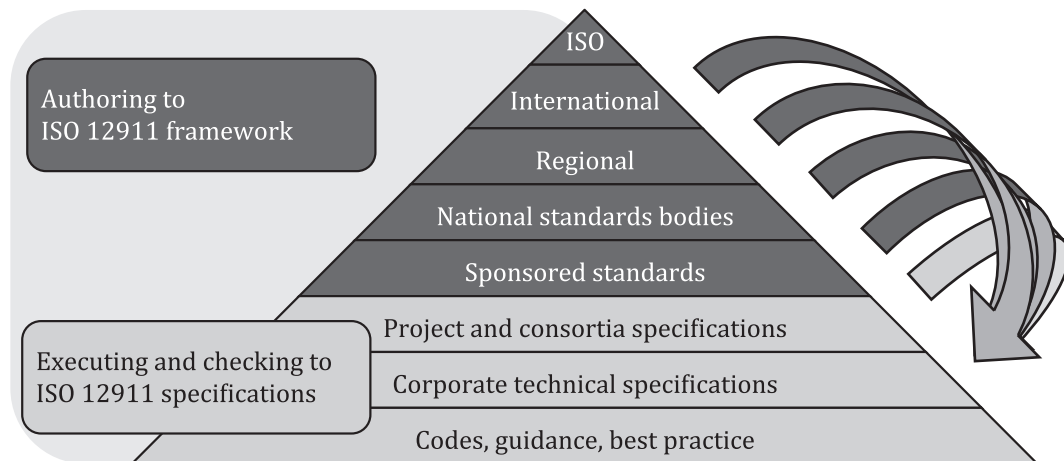 ISO
Authoring to
ISO 12911 framework
International
Regional
National standards bodies
Sponsored standards
Project and consortia specifications
Executing and checking to
ISO 12911 specifications
Corporate technical specifications
Codes, guidance, best practice